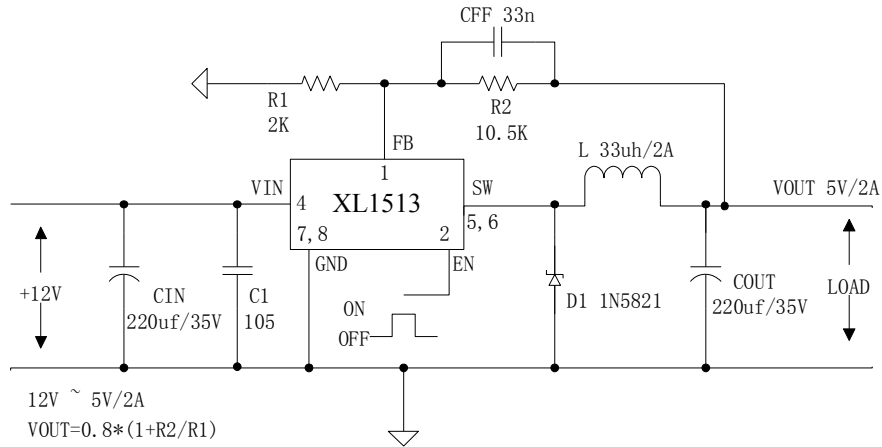 CFF 33n
R1
2K
R2
10.5K
FB
1
L 33uh/2A
VIN
SW
VOUT 5V/2A
4
XL1513
5,6
7,8
2
GND
EN
+12V
CIN
220uf/35V
C1
105
ON
OFF
D1 1N5821
COUT
220uf/35V
LOAD
12V ~ 5V/2A
VOUT=0.8*(1+R2/R1)